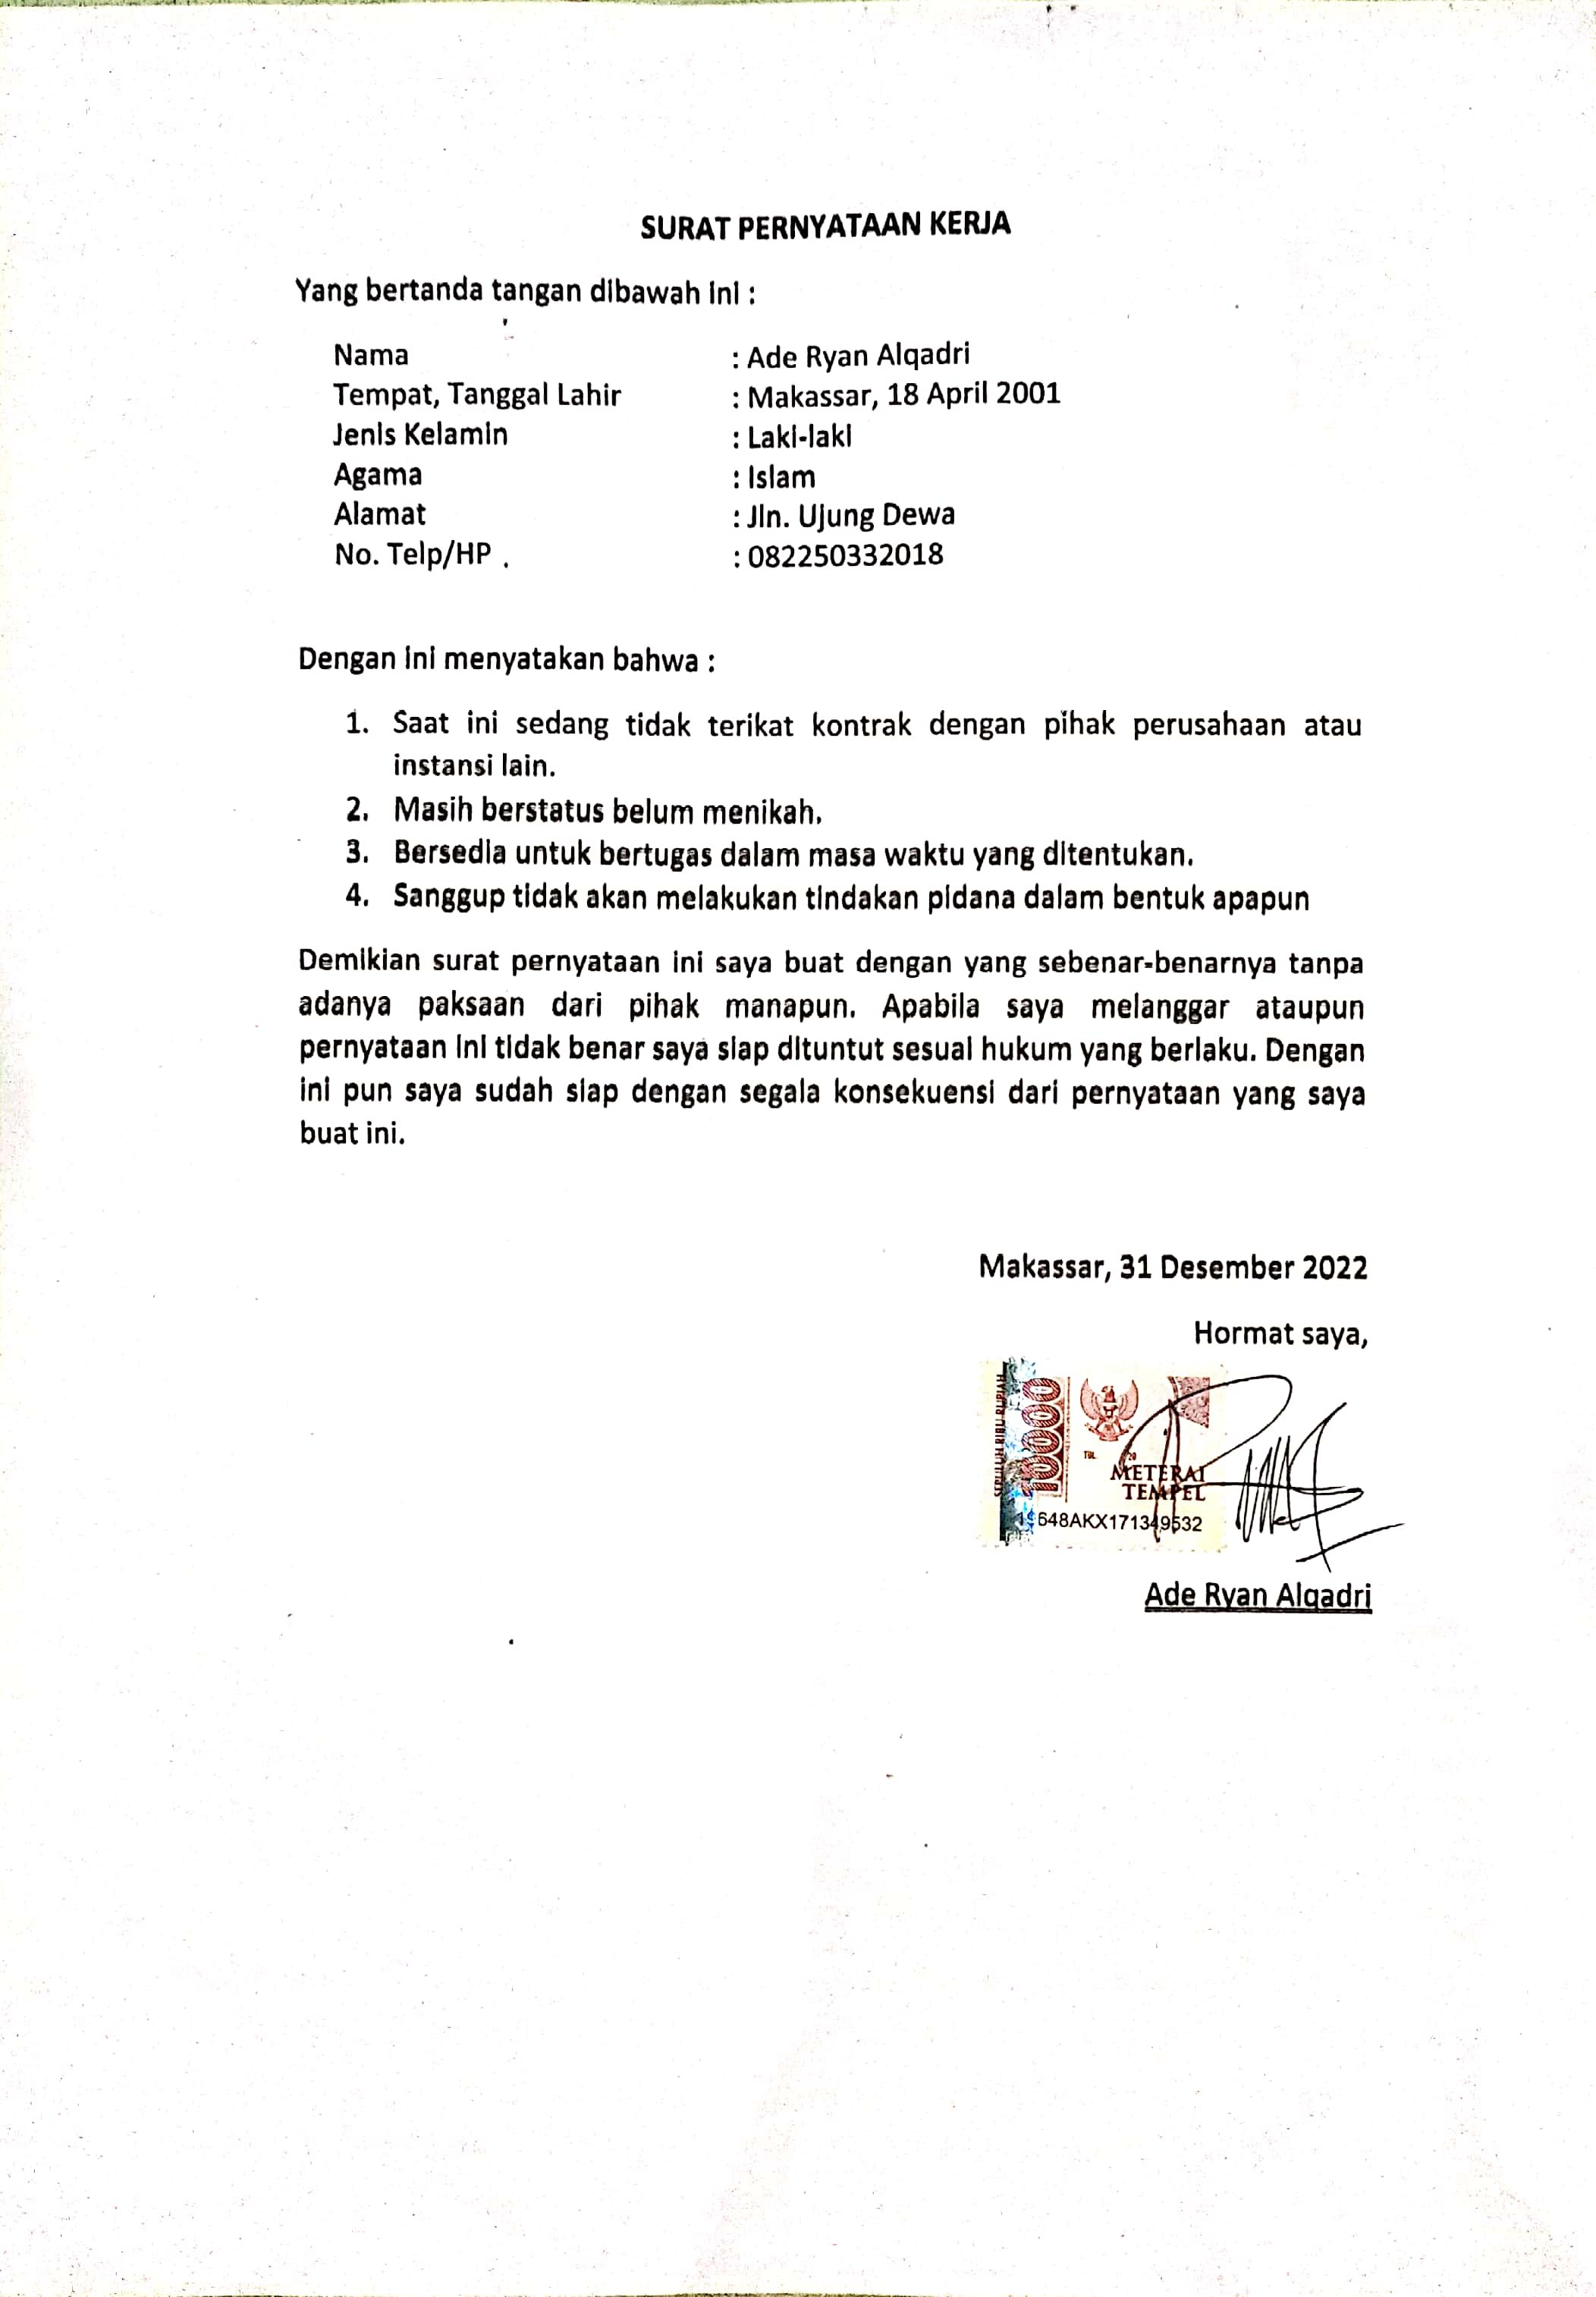 SURAT PERNYATAAN KERJA
Yang bertanda tangan dibawah ini :
Nama : Ade Ryan Alqadri
Tempat, Tanggal Lahir : Makassar, 18 April 2001
Jenis Kelamin : Laki-laki
Agama : Islam
Alamat : Jln. Ujung Dewa
No. Telp/HP : 082250332018
Dengan ini menyatakan bahwa :
1. Saat ini sedang tidak terikat kontrak dengan pihak perusahaan atau
instansi lain.
2. Masih berstatus belum menikah.
3. Bersedia untuk bertugas dalam masa waktu yang ditentukan.
4. Sanggup tidak akan melakukan tindakan pidana dalam bentuk apapun
Demikian surat pernyataan ini saya buat dengan yang sebenar-benarnya tanpa
adanya paksaan dari pihak manapun. Apabila saya melanggar ataupun
pernyataan ini tidak benar saya siap dituntut sesuai hukum yang berlaku. Dengan
ini pun saya sudah siap dengan segala konsekuensi dari pernyataan yang saya
buat ini.
Makassar, 31 Desember 2022
Hormat saya,
SEPULUH RIBU RUPIAH
10000
TGL. 20
METERAI
TEMPEL
648AKX171349532
Ade Ryan Alqadri